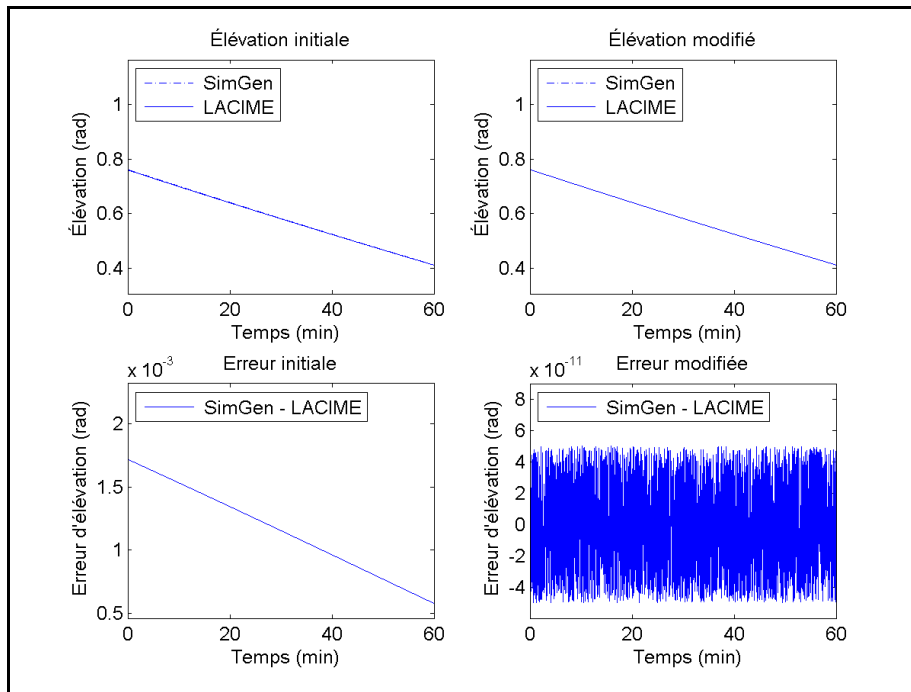 Élévation initiale
SimGen
LACIME
1
0.8
0.6
0.4
Élévation (rad)
0
20
40
60
Temps (min)
Élévation modifié
SimGen
LACIME
1
0.8
0.6
0.4
Élévation (rad)
0
20
40
60
Temps (min)
Erreur initiale
x 10-3
SimGen - LACIME
2
1.5
1
0.5
Erreur d'élévation (rad)
0
20
40
60
Temps (min)
Erreur modifiée
x 10-11
SimGen - LACIME
8
6
4
2
0
-2
-4
Erreur d'élévation (rad)
0
20
40
60
Temps (min)